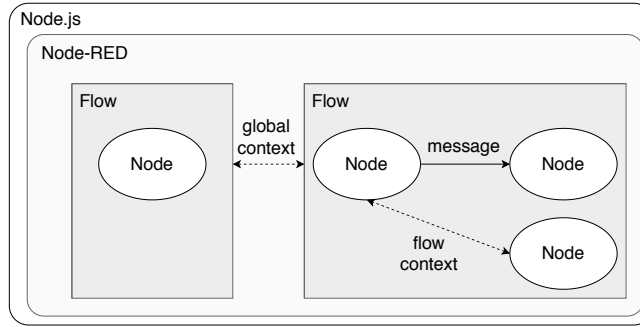 Node.js
Node-RED
Flow
Node
global
context
Flow
Node
message
Node
flow
context
Node